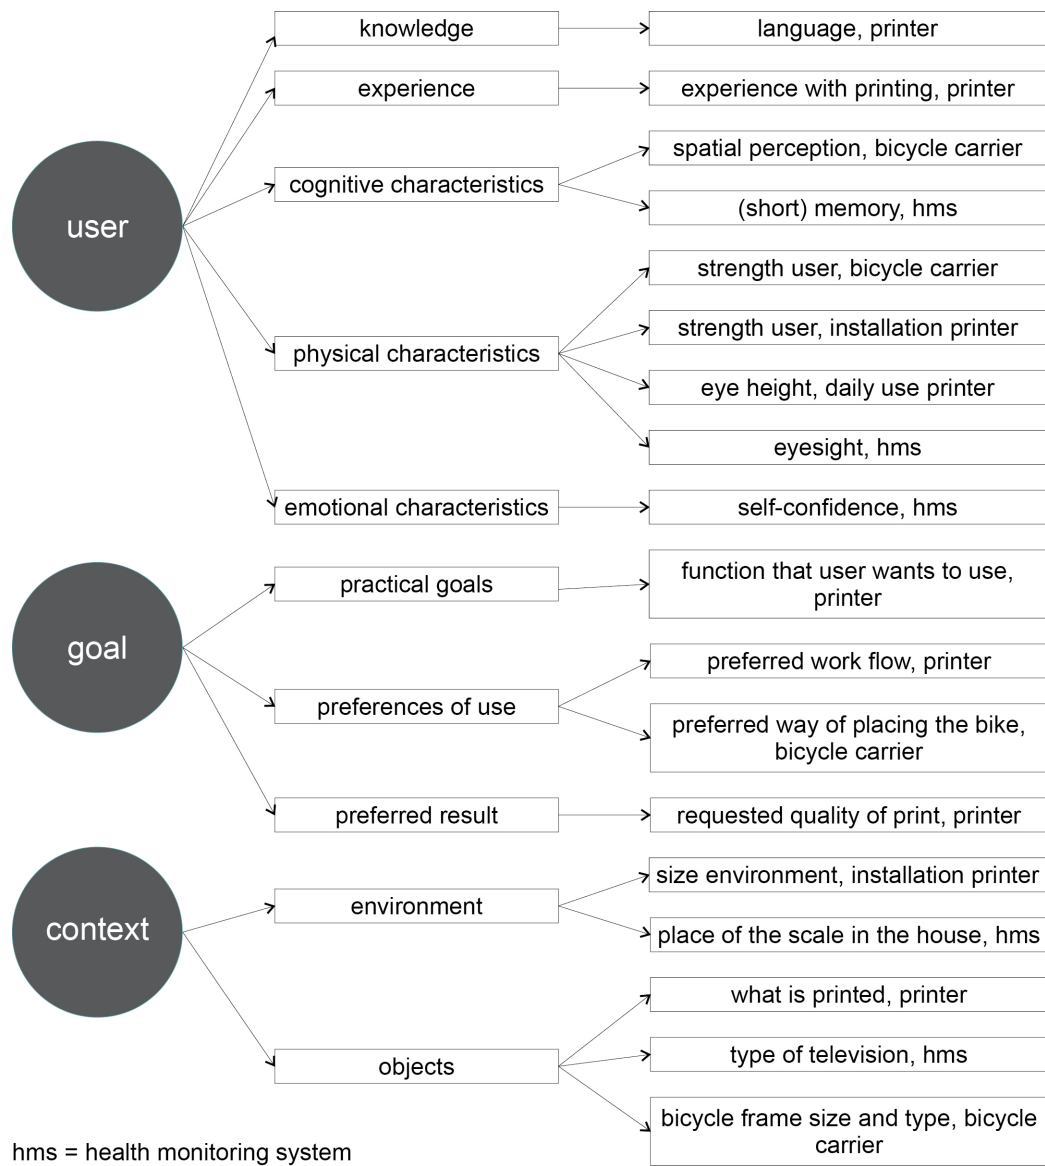 knowledge
language, printer
experience
experience with printing, printer
user
cognitive characteristics
spatial perception, bicycle carrier
(short) memory, hms
physical characteristics
strength user, bicycle carrier
strength user, installation printer
eye height, daily use printer
eyesight, hms
emotional characteristics
self-confidence, hms
goal
practical goals
function that user wants to use,
printer
preferences of use
preferred work flow, printer
preferred way of placing the bike,
bicycle carrier
preferred result
requested quality of print, printer
context
environment
size environment, installation printer
place of the scale in the house, hms
objects
what is printed, printer
type of television, hms
bicycle frame size and type, bicycle
carrier
hms = health monitoring system